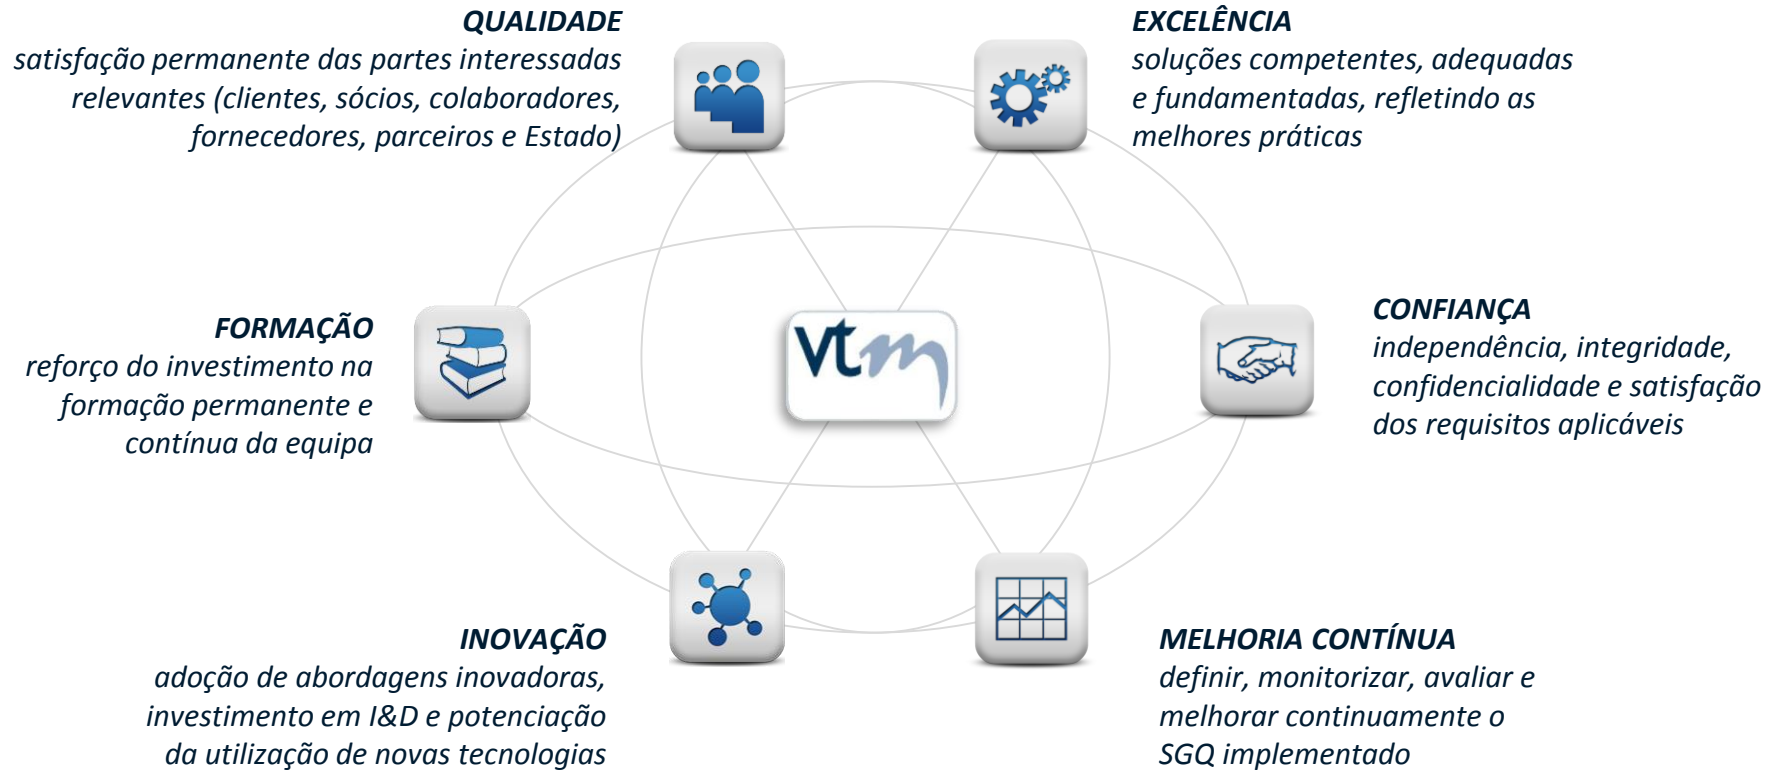 QUALIDADE
satisfação permanente das partes interessadas
relevantes (clientes, sócios, colaboradores,
fornecedores, parceiros e Estado)
EXCELÊNCIA
soluções competentes, adequadas
e fundamentadas, refletindo as
melhores práticas
FORMAÇÃO
reforço do investimento na
formação permanente e
contínua da equipa
vtm
CONFIANÇA
independência, integridade,
confidencialidade e satisfação
dos requisitos aplicáveis
INOVAÇÃO
adoção de abordagens inovadoras,
investimento em I&D e potenciação
da utilização de novas tecnologias
MELHORIA CONTÍNUA
definir, monitorizar, avaliar e
melhorar continuamente o
SGQ implementado